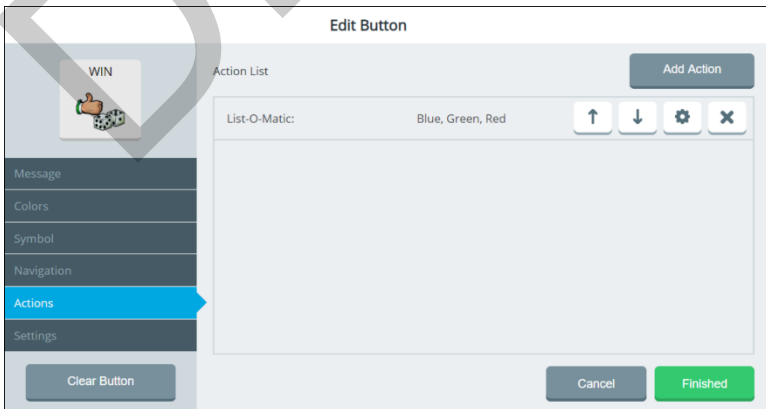 Edit Button
WIN
Action List
Add Action
List-O-Matic: Blue, Green, Red
Message
Colors
Symbol
Navigation
Actions
Settings
Clear Button
Cancel
Finished